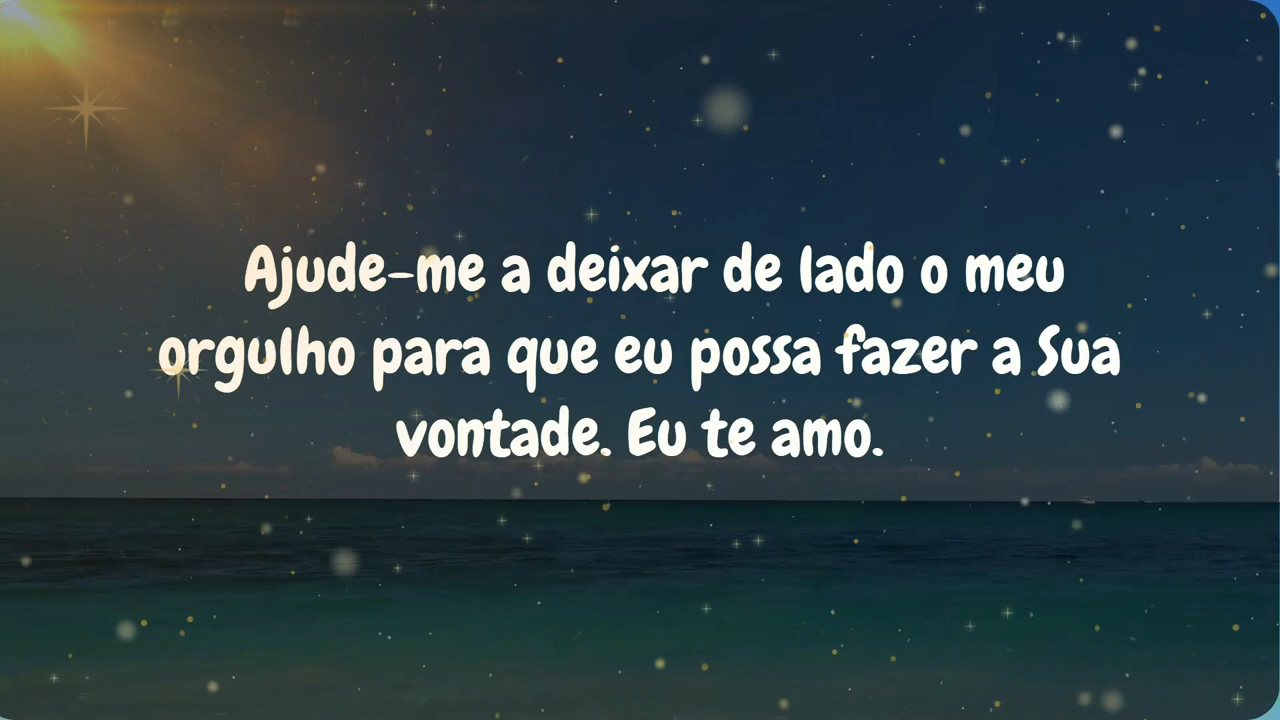 Ajude-me a deixar de lado o meu
orgulho para que eu possa fazer a Sua
vontade. Eu te amo.